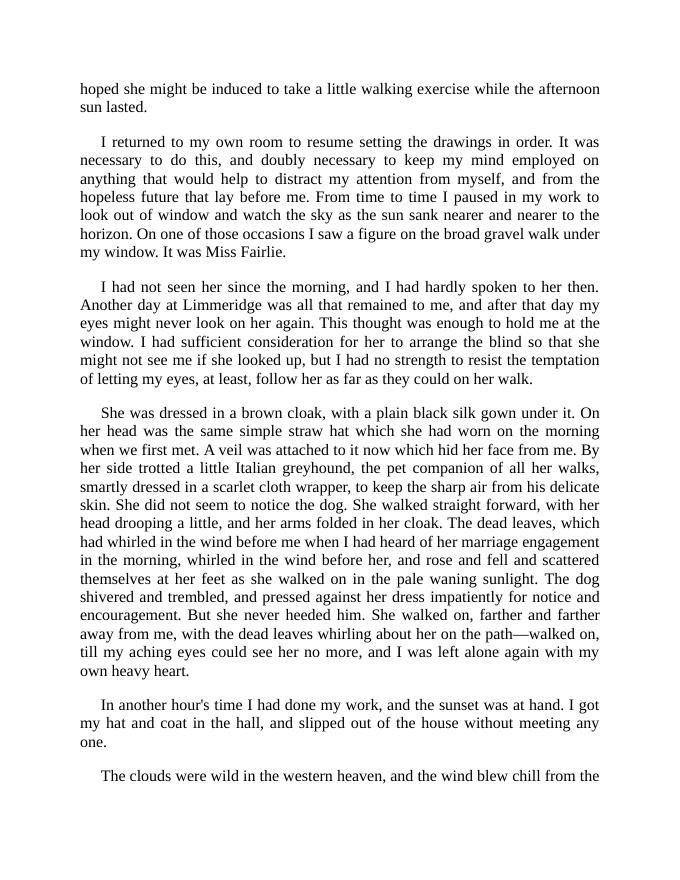 hoped she might be induced to take a little walking exercise while the afternoon
sun lasted.
I returned to my own room to resume setting the drawings in order. It was
necessary to do this, and doubly necessary to keep my mind employed on
anything that would help to distract my attention from myself, and from the
hopeless future that lay before me. From time to time I paused in my work to
look out of window and watch the sky as the sun sank nearer and nearer to the
horizon. On one of those occasions I saw a figure on the broad gravel walk under
my window. It was Miss Fairlie.
I had not seen her since the morning, and I had hardly spoken to her then.
Another day at Limmeridge was all that remained to me, and after that day my
eyes might never look on her again. This thought was enough to hold me at the
window. I had sufficient consideration for her to arrange the blind so that she
might not see me if she looked up, but I had no strength to resist the temptation
of letting my eyes, at least, follow her as far as they could on her walk.
She was dressed in a brown cloak, with a plain black silk gown under it. On
her head was the same simple straw hat which she had worn on the morning
when we first met. A veil was attached to it now which hid her face from me. By
her side trotted a little Italian greyhound, the pet companion of all her walks,
smartly dressed in a scarlet cloth wrapper, to keep the sharp air from his delicate
skin. She did not seem to notice the dog. She walked straight forward, with her
head drooping a little, and her arms folded in her cloak. The dead leaves, which
had whirled in the wind before me when I had heard of her marriage engagement
in the morning, whirled in the wind before her, and rose and fell and scattered
themselves at her feet as she walked on in the pale waning sunlight. The dog
shivered and trembled, and pressed against her dress impatiently for notice and
encouragement. But she never heeded him. She walked on, farther and farther
away from me, with the dead leaves whirling about her on the path—walked on,
till my aching eyes could see her no more, and I was left alone again with my
own heavy heart.
In another hour's time I had done my work, and the sunset was at hand. I got
my hat and coat in the hall, and slipped out of the house without meeting any
one.
The clouds were wild in the western heaven, and the wind blew chill from the